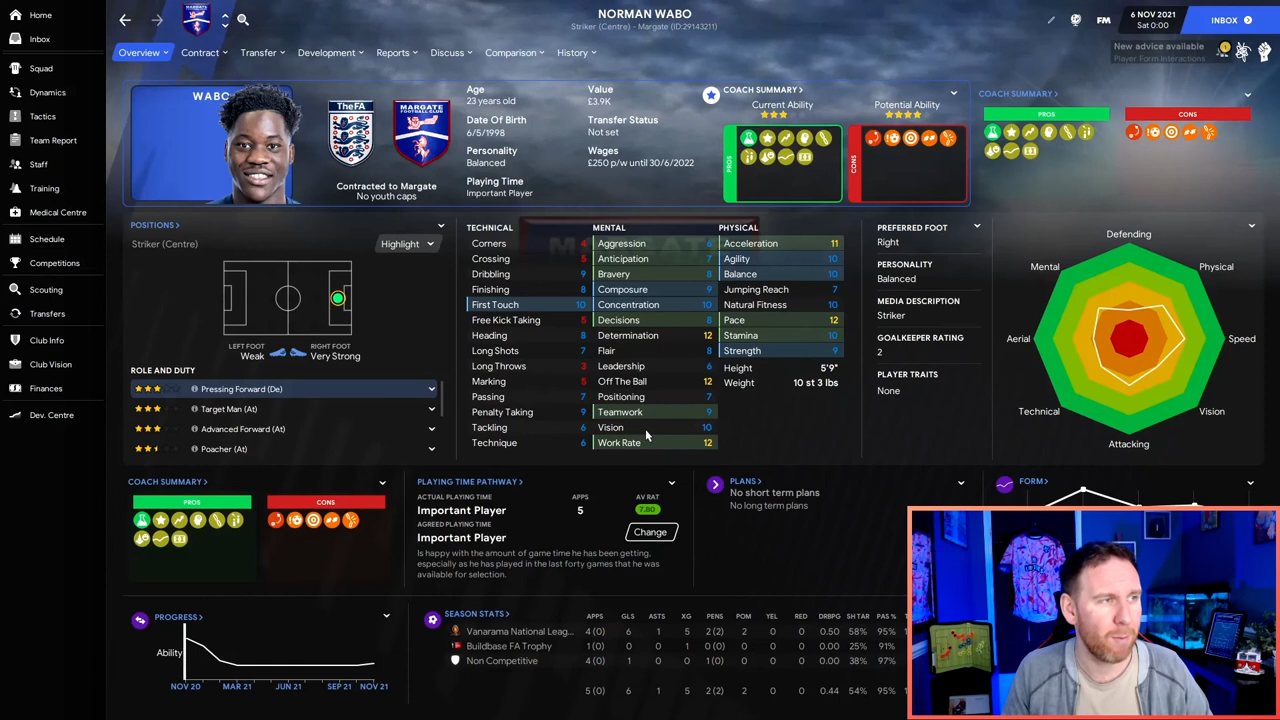 Home
Inbox
Squad
Dynamics
Tactics
Team Report
Staff
Training
Medical Centre
Schedule
Competitions
Scouting
Transfers
Club Info
Club Vision
Finances
Dev. Centre
NORMAN WABO
Striker (Centre) - Margate (ID:29143211)
FM
6 NOV 2021
Sat 0:00
INBOX
Overview
Contract
Transfer
Development
Reports
Discuss
Comparison
History
New advice available
Player Form Interactions
WABO
The FA
MARGATE
Contracted to Margate
No youth caps
Age
23 years old
Date Of Birth
6/5/1998
Personality
Balanced
Playing Time
Important Player
Value
£3.9K
Transfer Status
Not set
Wages
£250 p/w until 30/6/2022
COACH SUMMARY
Current Ability
Potential Ability
PROS
CONS
COACH SUMMARY
PROS
CONS
POSITIONS
Striker (Centre)
Highlight
LEFT FOOT
Weak
RIGHT FOOT
Very Strong
ROLE AND DUTY
Pressing Forward (De)
Target Man (At)
Advanced Forward (At)
Poacher (At)
TECHNICAL
Corners 4
Crossing 5
Dribbling 9
Finishing 8
First Touch 10
Free Kick Taking 5
Heading 8
Long Shots 7
Long Throws 3
Marking 5
Passing 7
Penalty Taking 9
Tackling 6
Technique 6
MENTAL
Aggression 6
Anticipation 7
Bravery 8
Composure 9
Concentration 10
Decisions 8
Determination 12
Flair 8
Leadership 6
Off The Ball 12
Positioning 7
Teamwork 9
Vision 10
Work Rate 12
PHYSICAL
Acceleration 11
Agility 10
Balance 10
Jumping Reach 7
Natural Fitness 10
Pace 12
Stamina 10
Strength 9
Height 5'9"
Weight 10 st 3 lbs
PREFERRED FOOT
Right
PERSONALITY
Balanced
MEDIA DESCRIPTION
Striker
GOALKEEPER RATING
2
PLAYER TRAITS
None
Defending
Physical
Speed
Vision
Attacking
Technical
Aerial
Mental
COACH SUMMARY
PROS
CONS
PLAYING TIME PATHWAY
ACTUAL PLAYING TIME APPS AV RAT
Important Player 5 7.80
AGREED PLAYING TIME
Important Player
Change
Is happy with the amount of game time he has been getting,
especially as he has played in the last forty games that he was
available for selection.
PLANS
No short term plans
No long term plans
FORM
PROGRESS
Ability
NOV 20 MAR 21 JUN 21 SEP 21 NOV 21
SEASON STATS APPS GLS ASTS XG PENS POM YEL RED DRBPG SH TAR PAS %
Vanarama National Leag... 4 (0) 6 1 5 2 (2) 2 0 0 0.50 58% 95%
Buildbase FA Trophy 1 (0) 0 0 0 0 (0) 0 0 0 0.00 25% 91%
Non Competitive 4 (0) 1 0 0 1 (0) 0 0 0 0.00 38% 97%
5 (0) 6 1 5 2 (2) 2 0 0 0.44 54% 95%